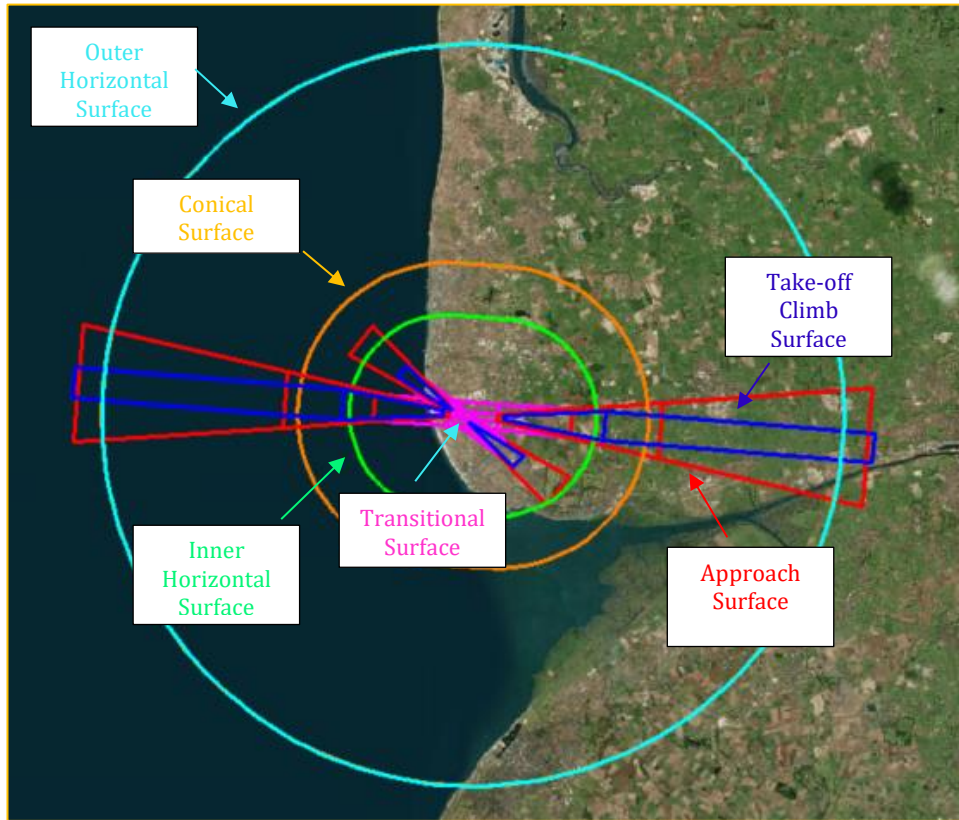 Outer
Horizontal
Surface
Conical
Surface
Take-off
Climb
Surface
Transitional
Surface
Inner
Horizontal
Surface
Approach
Surface